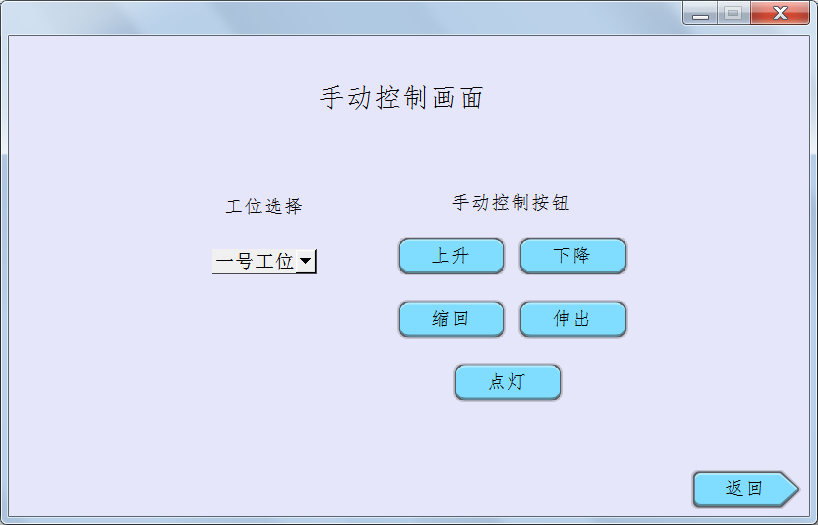 手动控制画面
工位选择
手动控制按钮
一号工位
上升
下降
缩回
伸出
点灯
返回